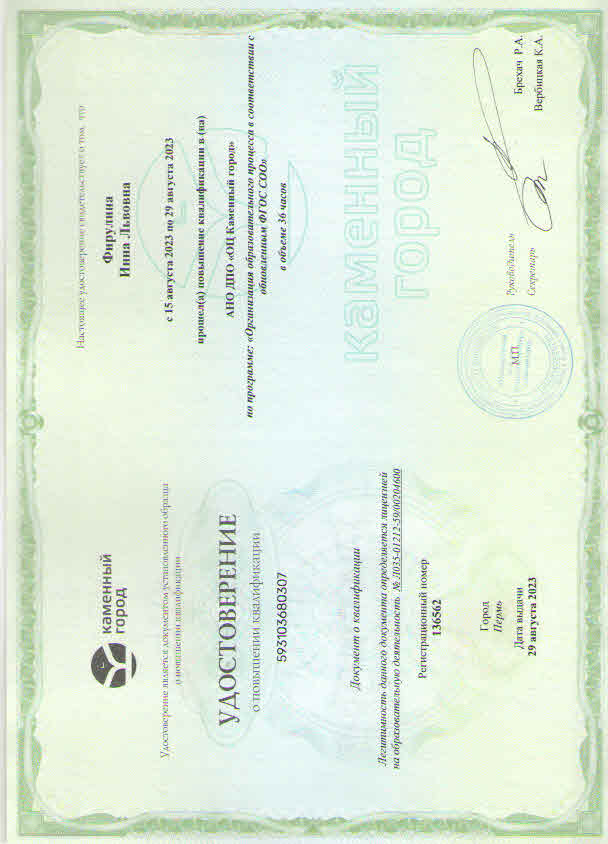 каменный
город
Удостоверение является документом установленного образца
о повышении квалификации
УДОСТОВЕРЕНИЕ
о повышении квалификации
593103680307
Документ о квалификации
Легитимность данного документа определяется лицензией
на образовательную деятельность № Л035-01212-59/00204600
Регистрационный номер
136562
Город
Пермь
Дата выдачи
29 августа 2023
Настоящее удостоверение свидетельствует о том, что
Фирулина
Инна Львовна
с 15 августа 2023 по 29 августа 2023
прошел(а) повышение квалификации в (на)
АНО ДПО «ОЦ Каменный город»
по программе: «Организация образовательного процесса в соответствии с
обновленным ФГОС СОО»
в объеме 36 часов
каменный
город
Руководитель
Брехач Р.А.
Секретарь
Вербицкая К.А.
М.П.